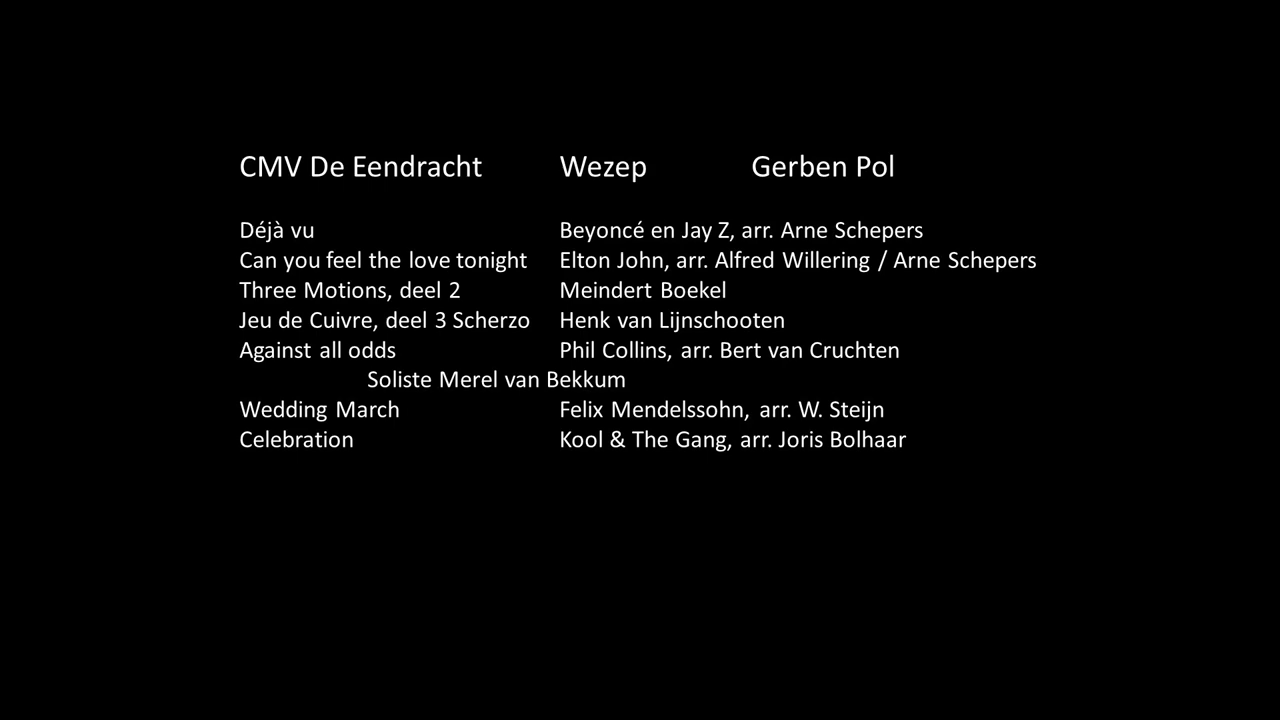 CMV De Eendracht Wezep Gerben Pol
Déjà vu Beyoncé en Jay Z, arr. Arne Schepers
Can you feel the love tonight Elton John, arr. Alfred Willering / Arne Schepers
Three Motions, deel 2 Meindert Boekel
Jeu de Cuivre, deel 3 Scherzo Henk van Lijnschooten
Against all odds Phil Collins, arr. Bert van Cruchten
Soliste Merel van Bekkum
Wedding March Felix Mendelssohn, arr. W. Steijn
Celebration Kool & The Gang, arr. Joris Bolhaar